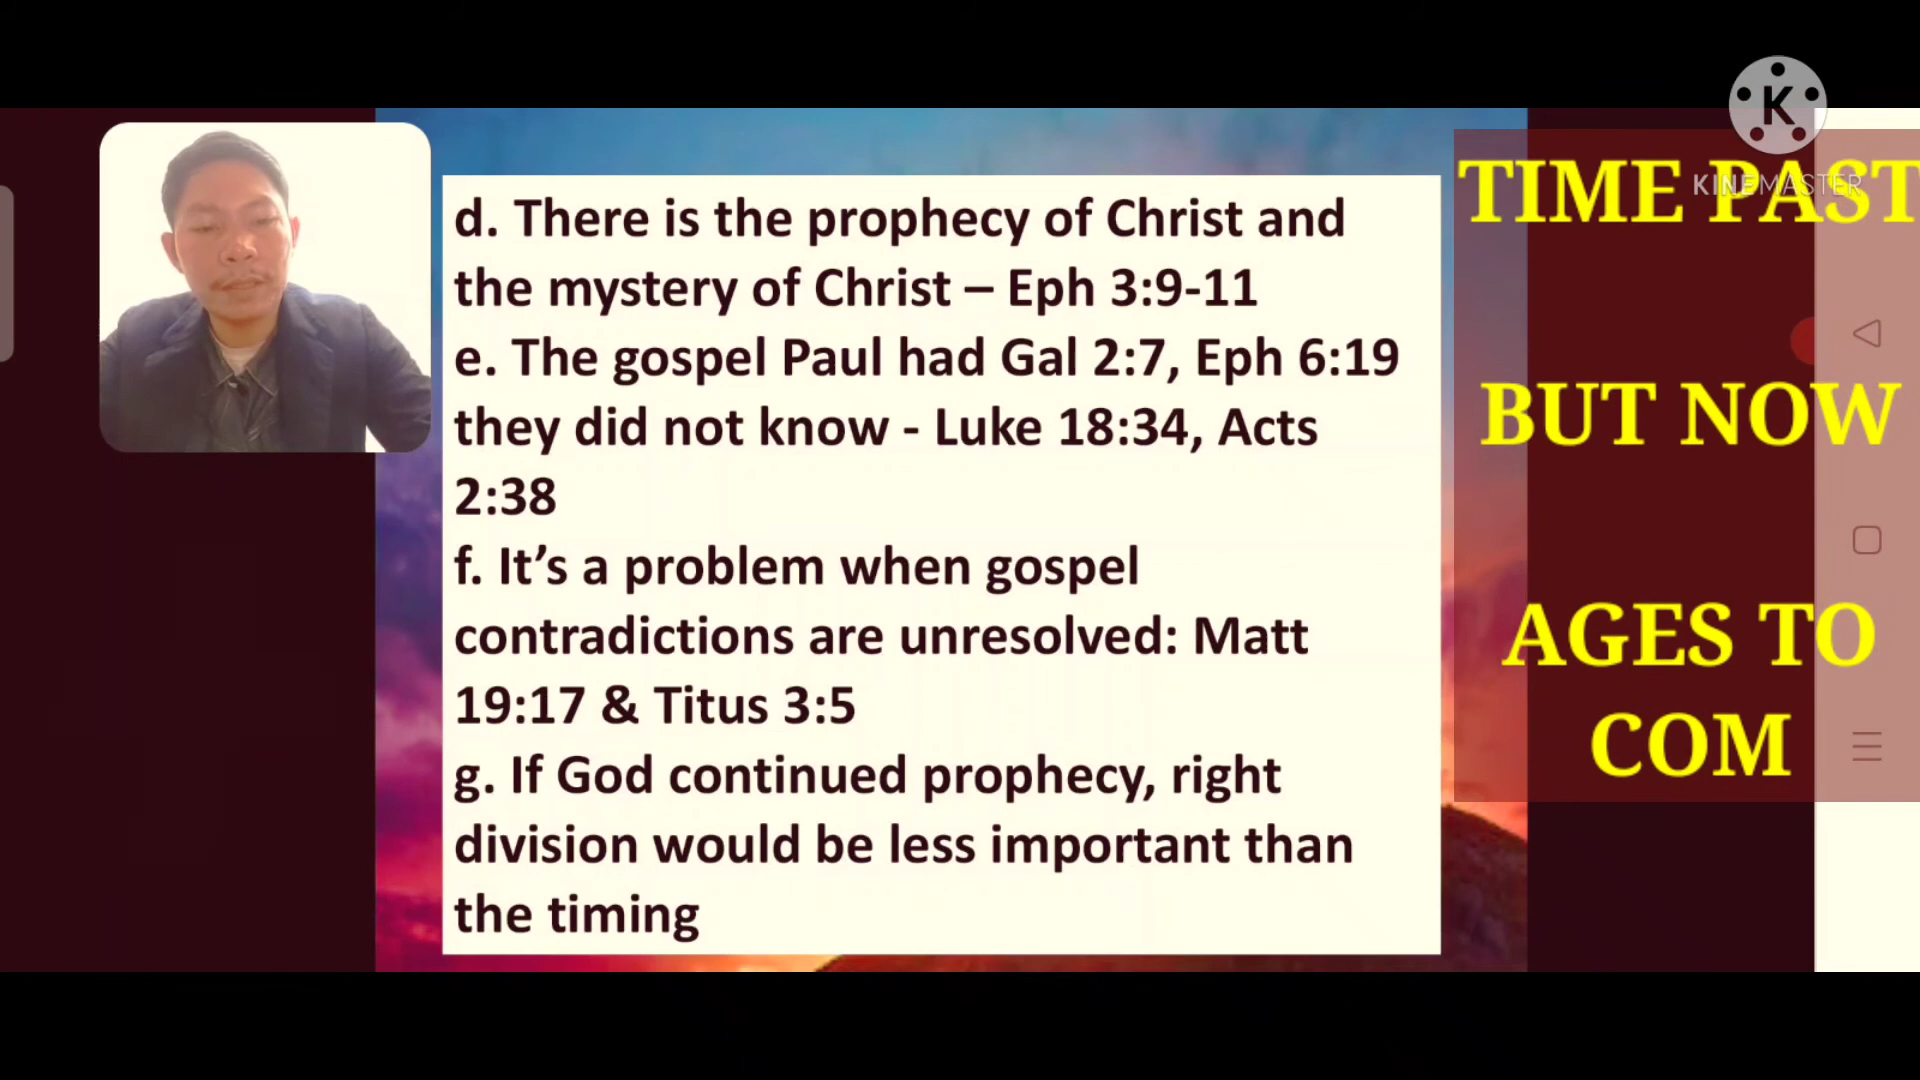 d. There is the prophecy of Christ and
the mystery of Christ – Eph 3:9-11
e. The gospel Paul had Gal 2:7, Eph 6:19
they did not know - Luke 18:34, Acts
2:38
f. It’s a problem when gospel
contradictions are unresolved: Matt
19:17 & Titus 3:5
g. If God continued prophecy, right
division would be less important than
the timing
K
KINEMASTER
TIME PAST
BUT NOW
AGES TO
COM